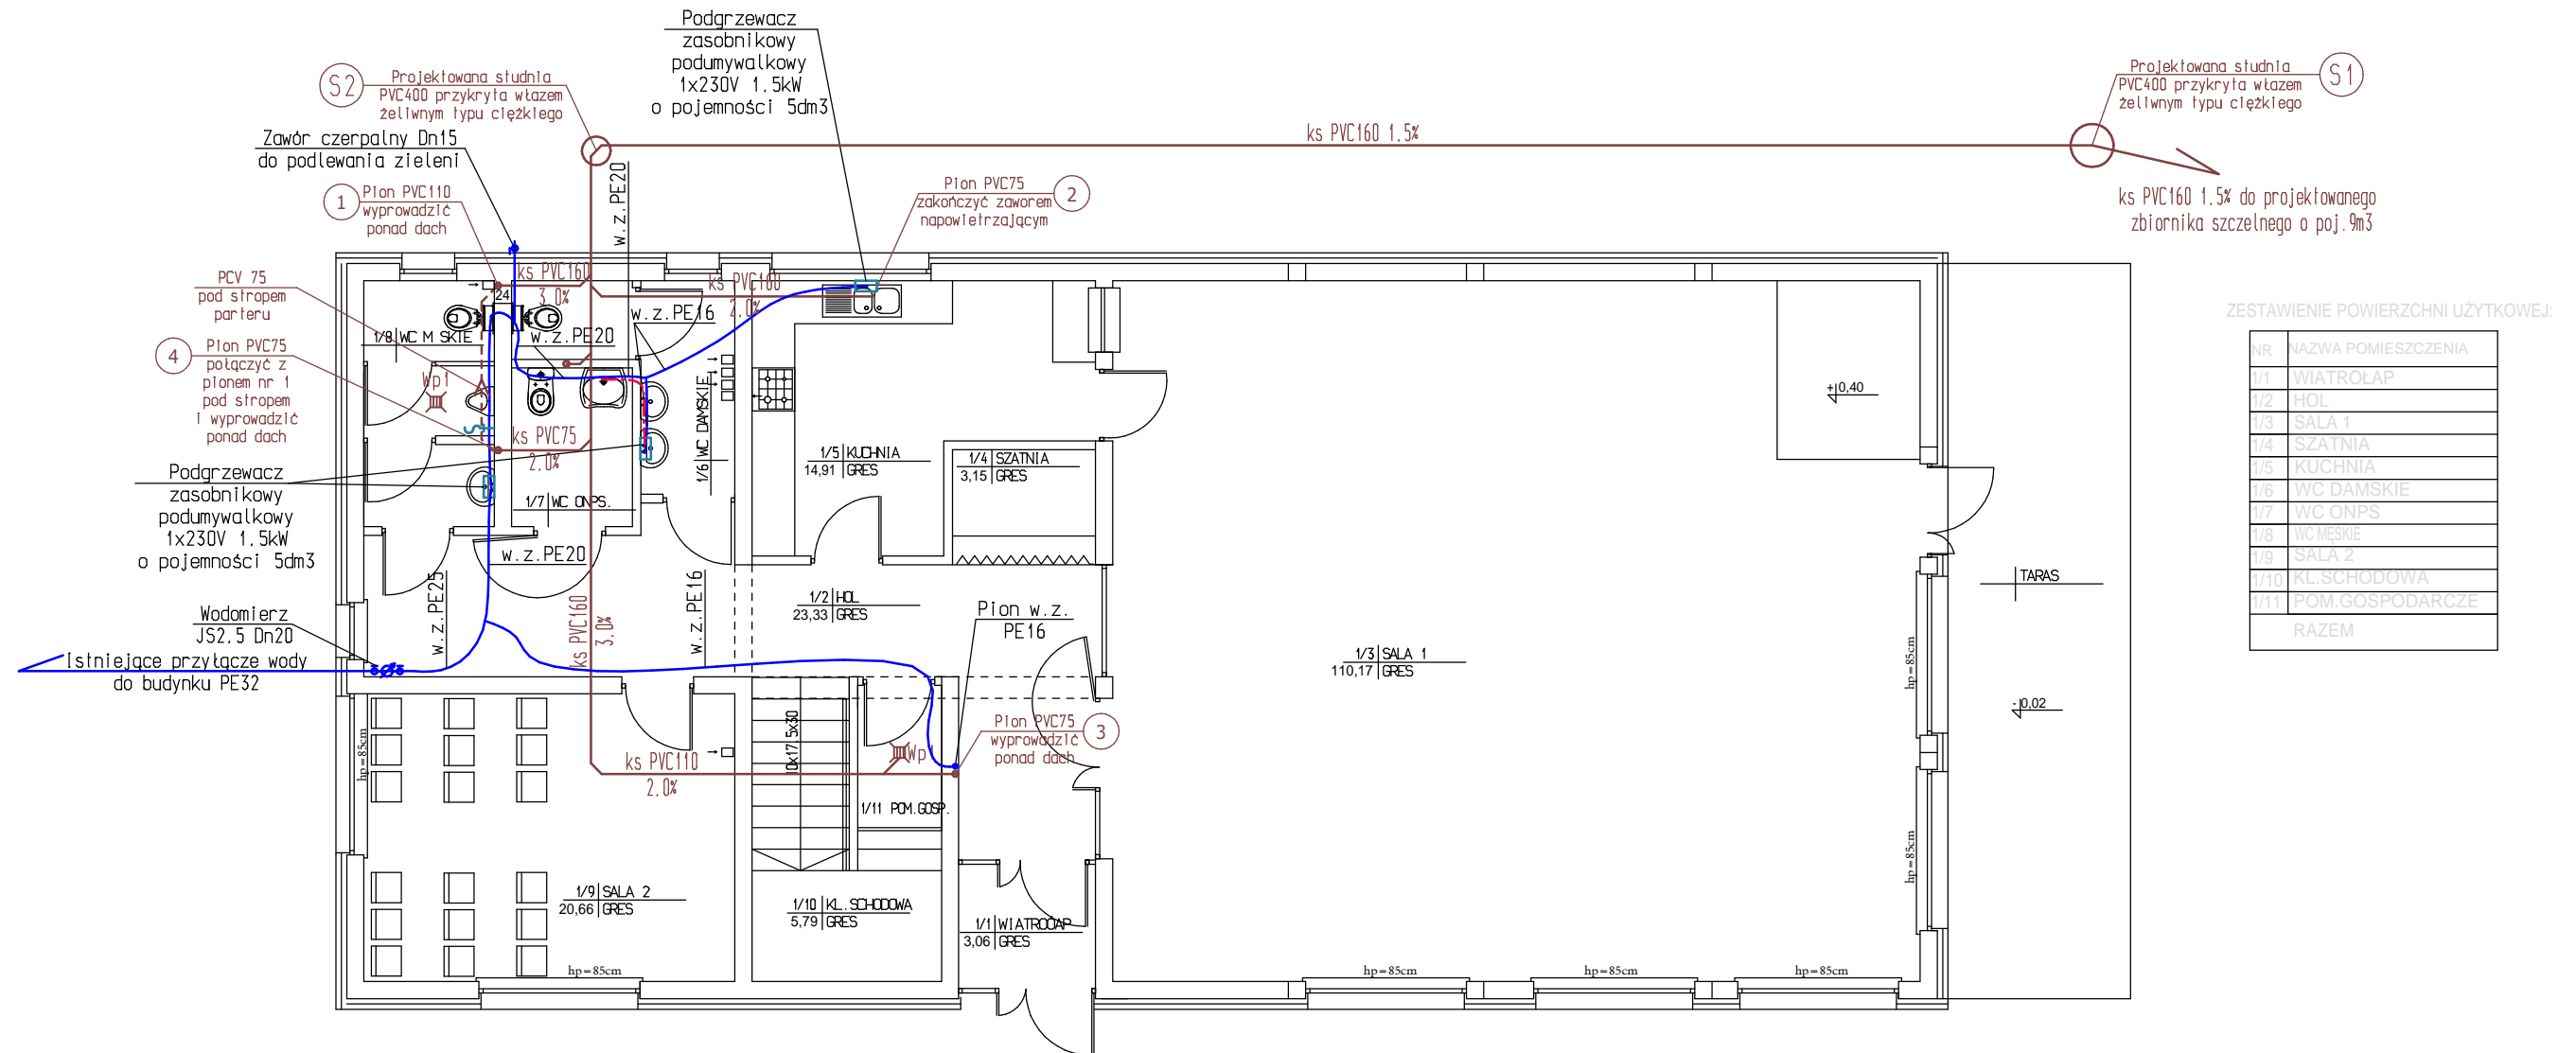 Podgrzewacz
zasobnikowy
podumywalkowy
1x230V 1,5kW
o pojemności 5dm3
S2
Projektowana studnia
PVC400 przykryta włazem
żeliwnym typu ciężkiego
Projektowana studnia
PVC400 przykryta włazem
żeliwnym typu ciężkiego
S1
Zawór czerpalny Dn15
do podlewania zieleni
ks PVC160 1,5%
ks PVC160 1,5% do projektowanego
zbiornika szczelnego o poj.9m3
1
Pion PVC110
wyprowadzić
ponad dach
w.z.PE20
Pion PVC75
zakończyć zaworem
napowietrzającym
2
PCV 75
pod stropem
parteru
ks PVC160
3,0%
24
ks PVC160
2,0%
w.z.PE16
w.z.PE20
1/8 WC M SKIE
4
Pion PVC75
połączyć z
pionem nr 1
pod stropem
i wyprowadzić
ponad dach
Wp1
ks PVC75
2,0%
1/6 WC DAMSKIE
1/7 WC ONPS.
1/5 KUCHNIA
14,91 GRES
1/4 SZATNIA
3,15 GRES
+0,40
Podgrzewacz
zasobnikowy
podumywalkowy
1x230V 1,5kW
o pojemności 5dm3
w.z.PE20
w.z.PE25
ks PVC160
3,0%
w.z.PE16
1/2 HOL
23,33 GRES
Pion w.z.
PE16
Wodomierz
JS2,5 Dn20
Istniejące przyłącze wody
do budynku PE32
1/3 SALA 1
110,17 GRES
TARAS
-0,02
hp=85cm
hp=85cm
hp=85cm
10x17,5x30
Pion PVC75
wyprowadzić
ponad dach
3
Wp1
ks PVC110
2,0%
1/11 POM.GOSP.
1/9 SALA 2
20,66 GRES
1/10 KL.SCHODOWA
5,79 GRES
1/1 WIATROŁAP
3,06 GRES
hp=85cm
hp=85cm
hp=85cm
hp=85cm
ZESTAWIENIE POWIERZCHNI UŻYTKOWEJ:
NR NAZWA POMIESZCZENIA
1/1 WIATROŁAP
1/2 HOL
1/3 SALA 1
1/4 SZATNIA
1/5 KUCHNIA
1/6 WC DAMSKIE
1/7 WC ONPS
1/8 WC MĘSKIE
1/9 SALA 2
1/10 KL.SCHODOWA
1/11 POM.GOSPODARCZE
RAZEM